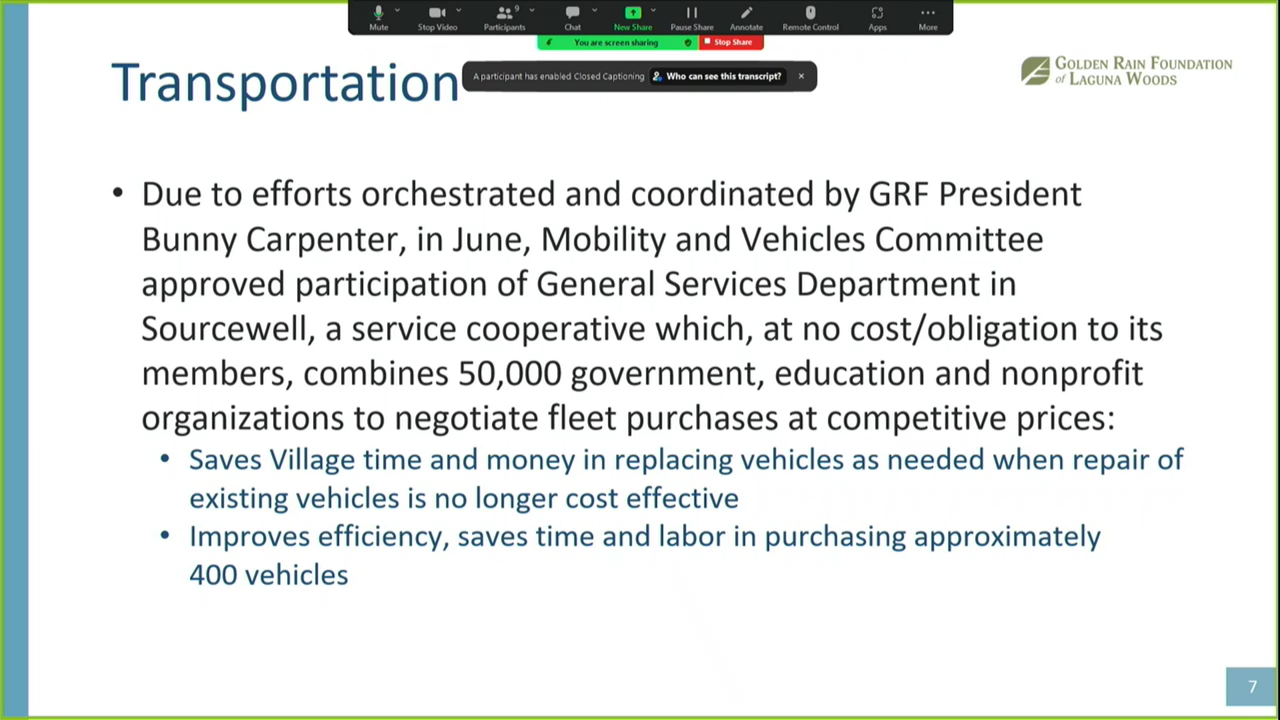 9
Mute
Stop Video
Participants
Chat
New Share
Pause Share
Annotate
Remote Control
Apps
More
You are screen sharing
Stop Share
A participant has enabled Closed Captioning
Who can see this transcript?
Transportation
GOLDEN RAIN FOUNDATION
of LAGUNA WOODS
• Due to efforts orchestrated and coordinated by GRF President
Bunny Carpenter, in June, Mobility and Vehicles Committee
approved participation of General Services Department in
Sourcewell, a service cooperative which, at no cost/obligation to its
members, combines 50,000 government, education and nonprofit
organizations to negotiate fleet purchases at competitive prices:
• Saves Village time and money in replacing vehicles as needed when repair of
existing vehicles is no longer cost effective
• Improves efficiency, saves time and labor in purchasing approximately
400 vehicles
7